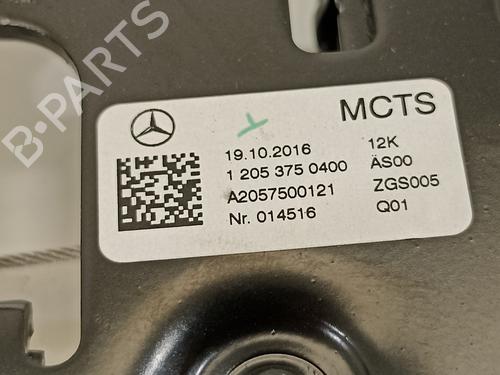 B-PARTS
MCTS
19.10.2016 12K
1 205 375 0400 ÄS00
A2057500121 ZGS005
Nr. 014516 Q01